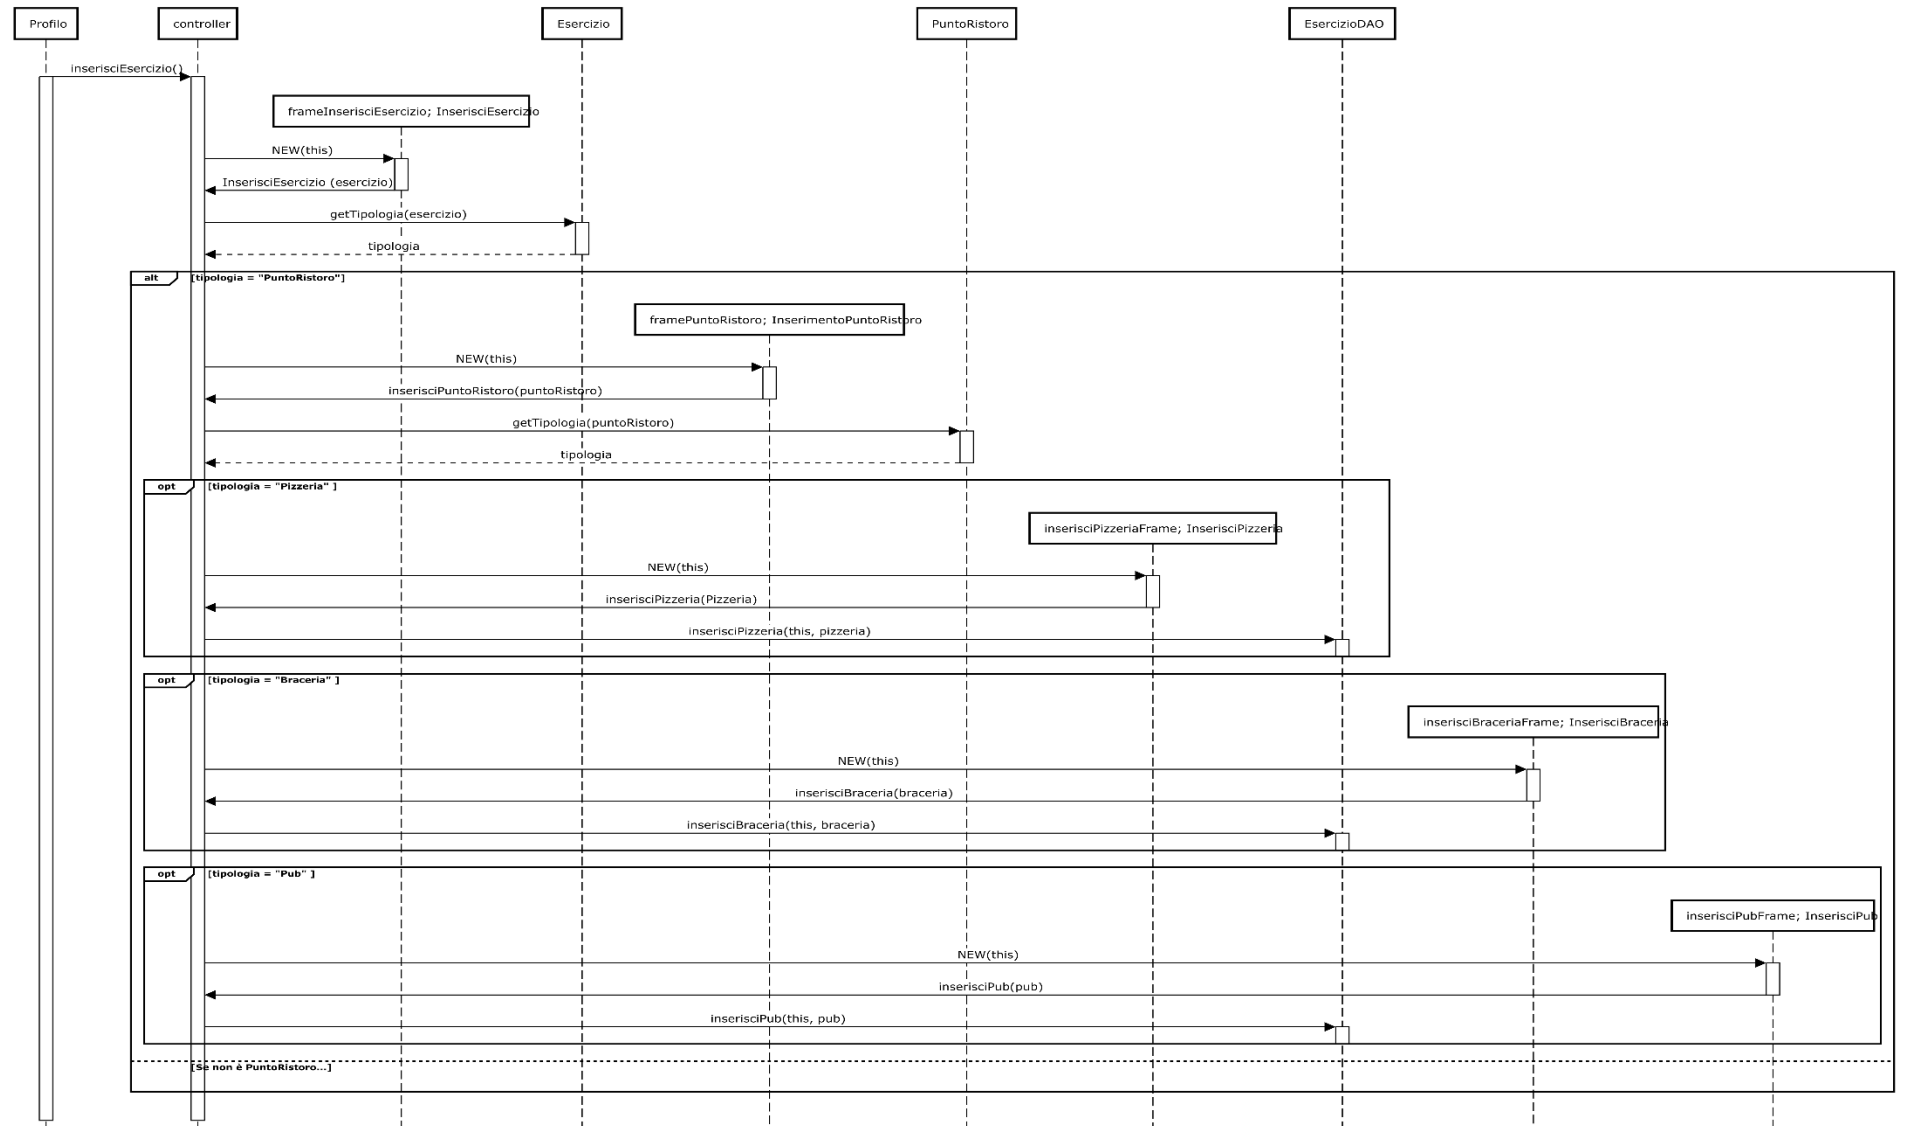 Profilo
controller
Esercizio
PuntoRistoro
EsercizioDAO
inserisciEsercizio()
frameInserisciEsercizio; InserisciEsercizio
NEW(this)
InserisciEsercizio (esercizio)
getTipologia(esercizio)
tipologia
alt
[tipologia = "PuntoRistoro"]
framePuntoRistoro; InserimentoPuntoRistoro
NEW(this)
inserisciPuntoRistoro(puntoRistoro)
getTipologia(puntoRistoro)
tipologia
opt
[tipologia = "Pizzeria" ]
inserisciPizzeriaFrame; InserisciPizzeria
NEW(this)
inserisciPizzeria(Pizzeria)
inserisciPizzeria(this, pizzeria)
opt
[tipologia = "Braceria" ]
inserisciBraceriaFrame; InserisciBraceria
NEW(this)
inserisciBraceria(braceria)
inserisciBraceria(this, braceria)
opt
[tipologia = "Pub" ]
inserisciPubFrame; InserisciPub
NEW(this)
inserisciPub(pub)
inserisciPub(this, pub)
[Se non è PuntoRistoro...]